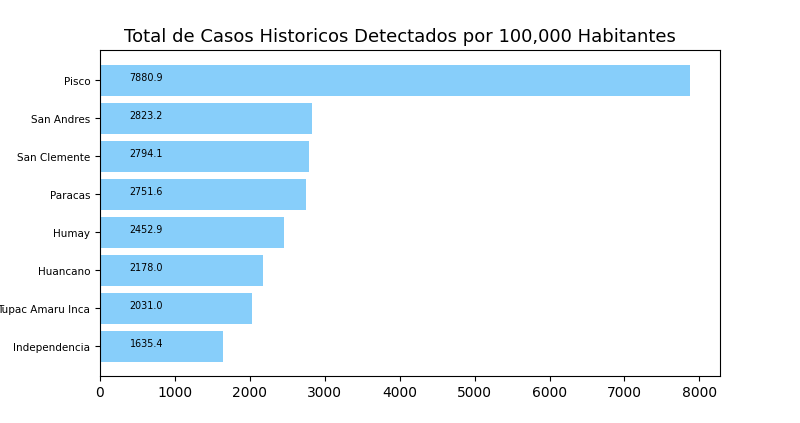 Total de Casos Historicos Detectados por 100,000 Habitantes
Pisco 7880.9
San Andres 2823.2
San Clemente 2794.1
Paracas 2751.6
Humay 2452.9
Huancano 2178.0
Tupac Amaru Inca 2031.0
Independencia 1635.4
0 1000 2000 3000 4000 5000 6000 7000 8000